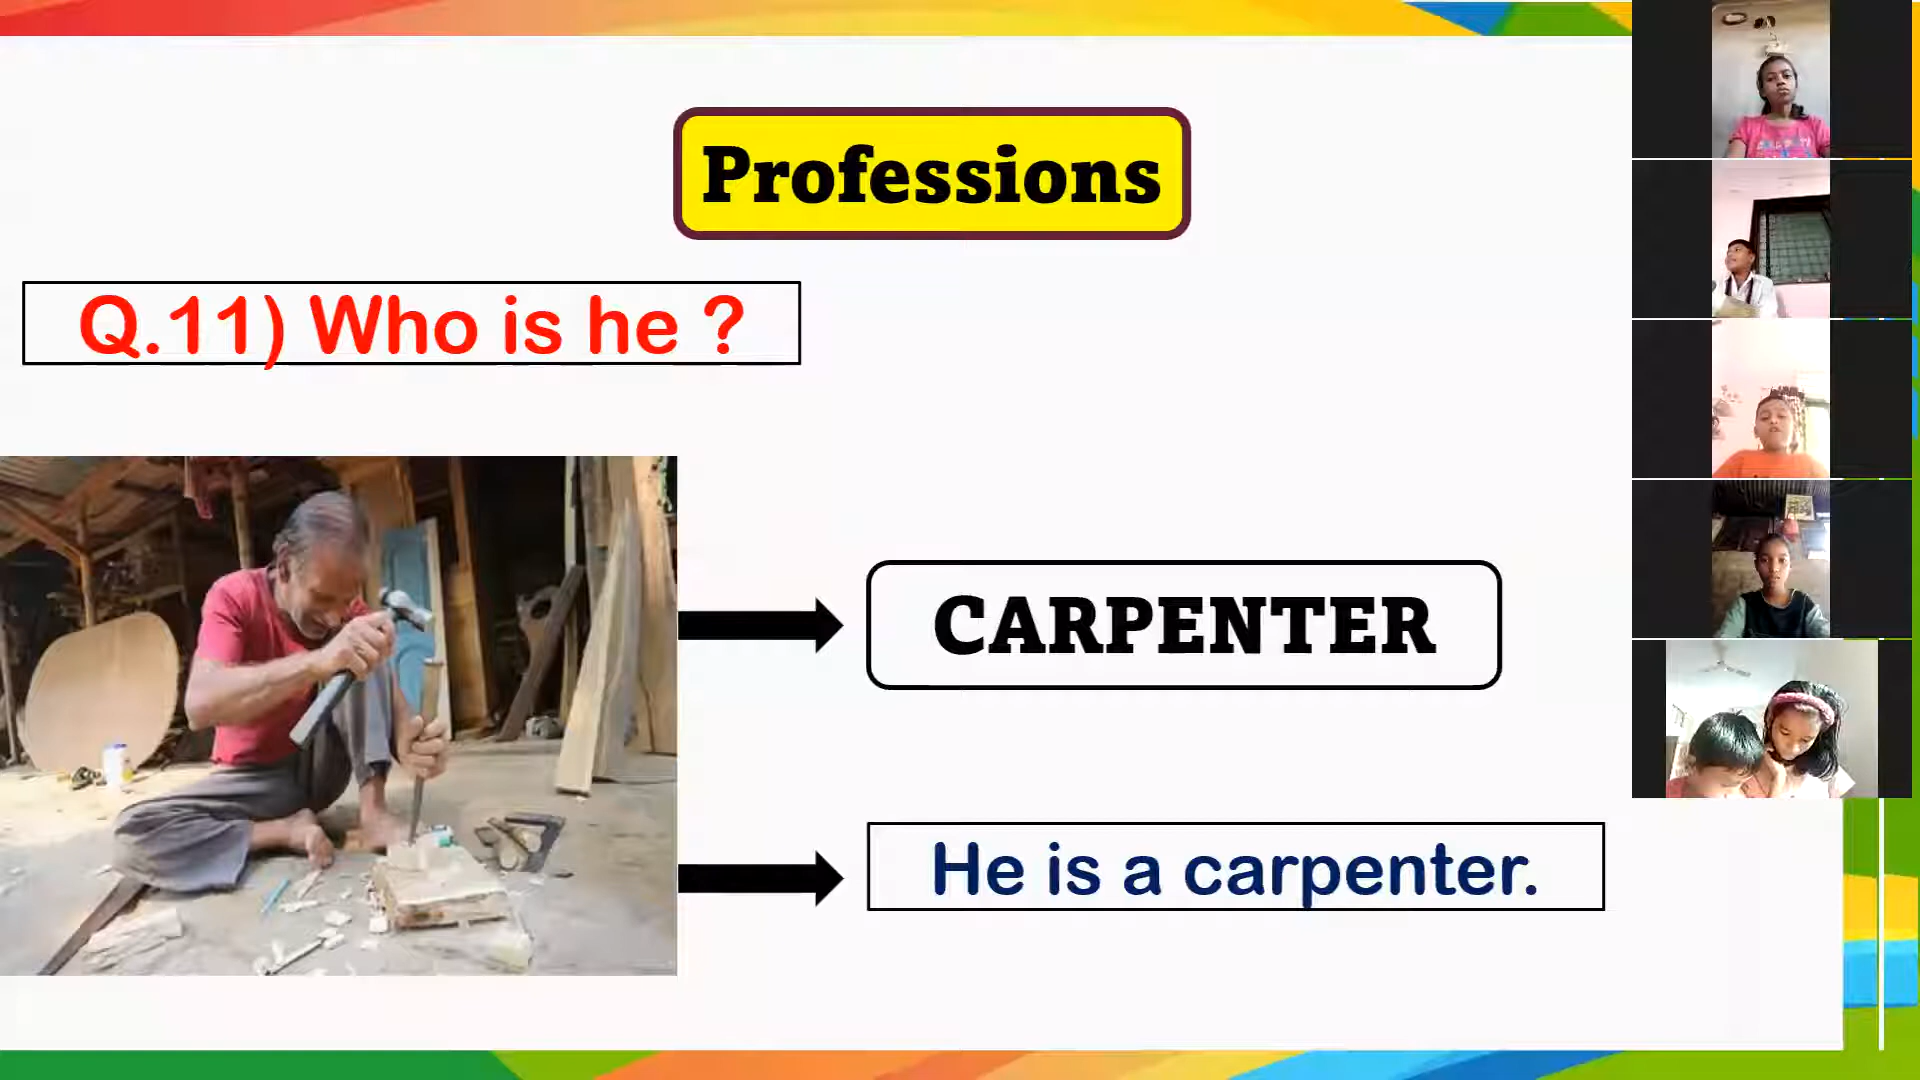 Professions
Q.11) Who is he ?
CARPENTER
He is a carpenter.